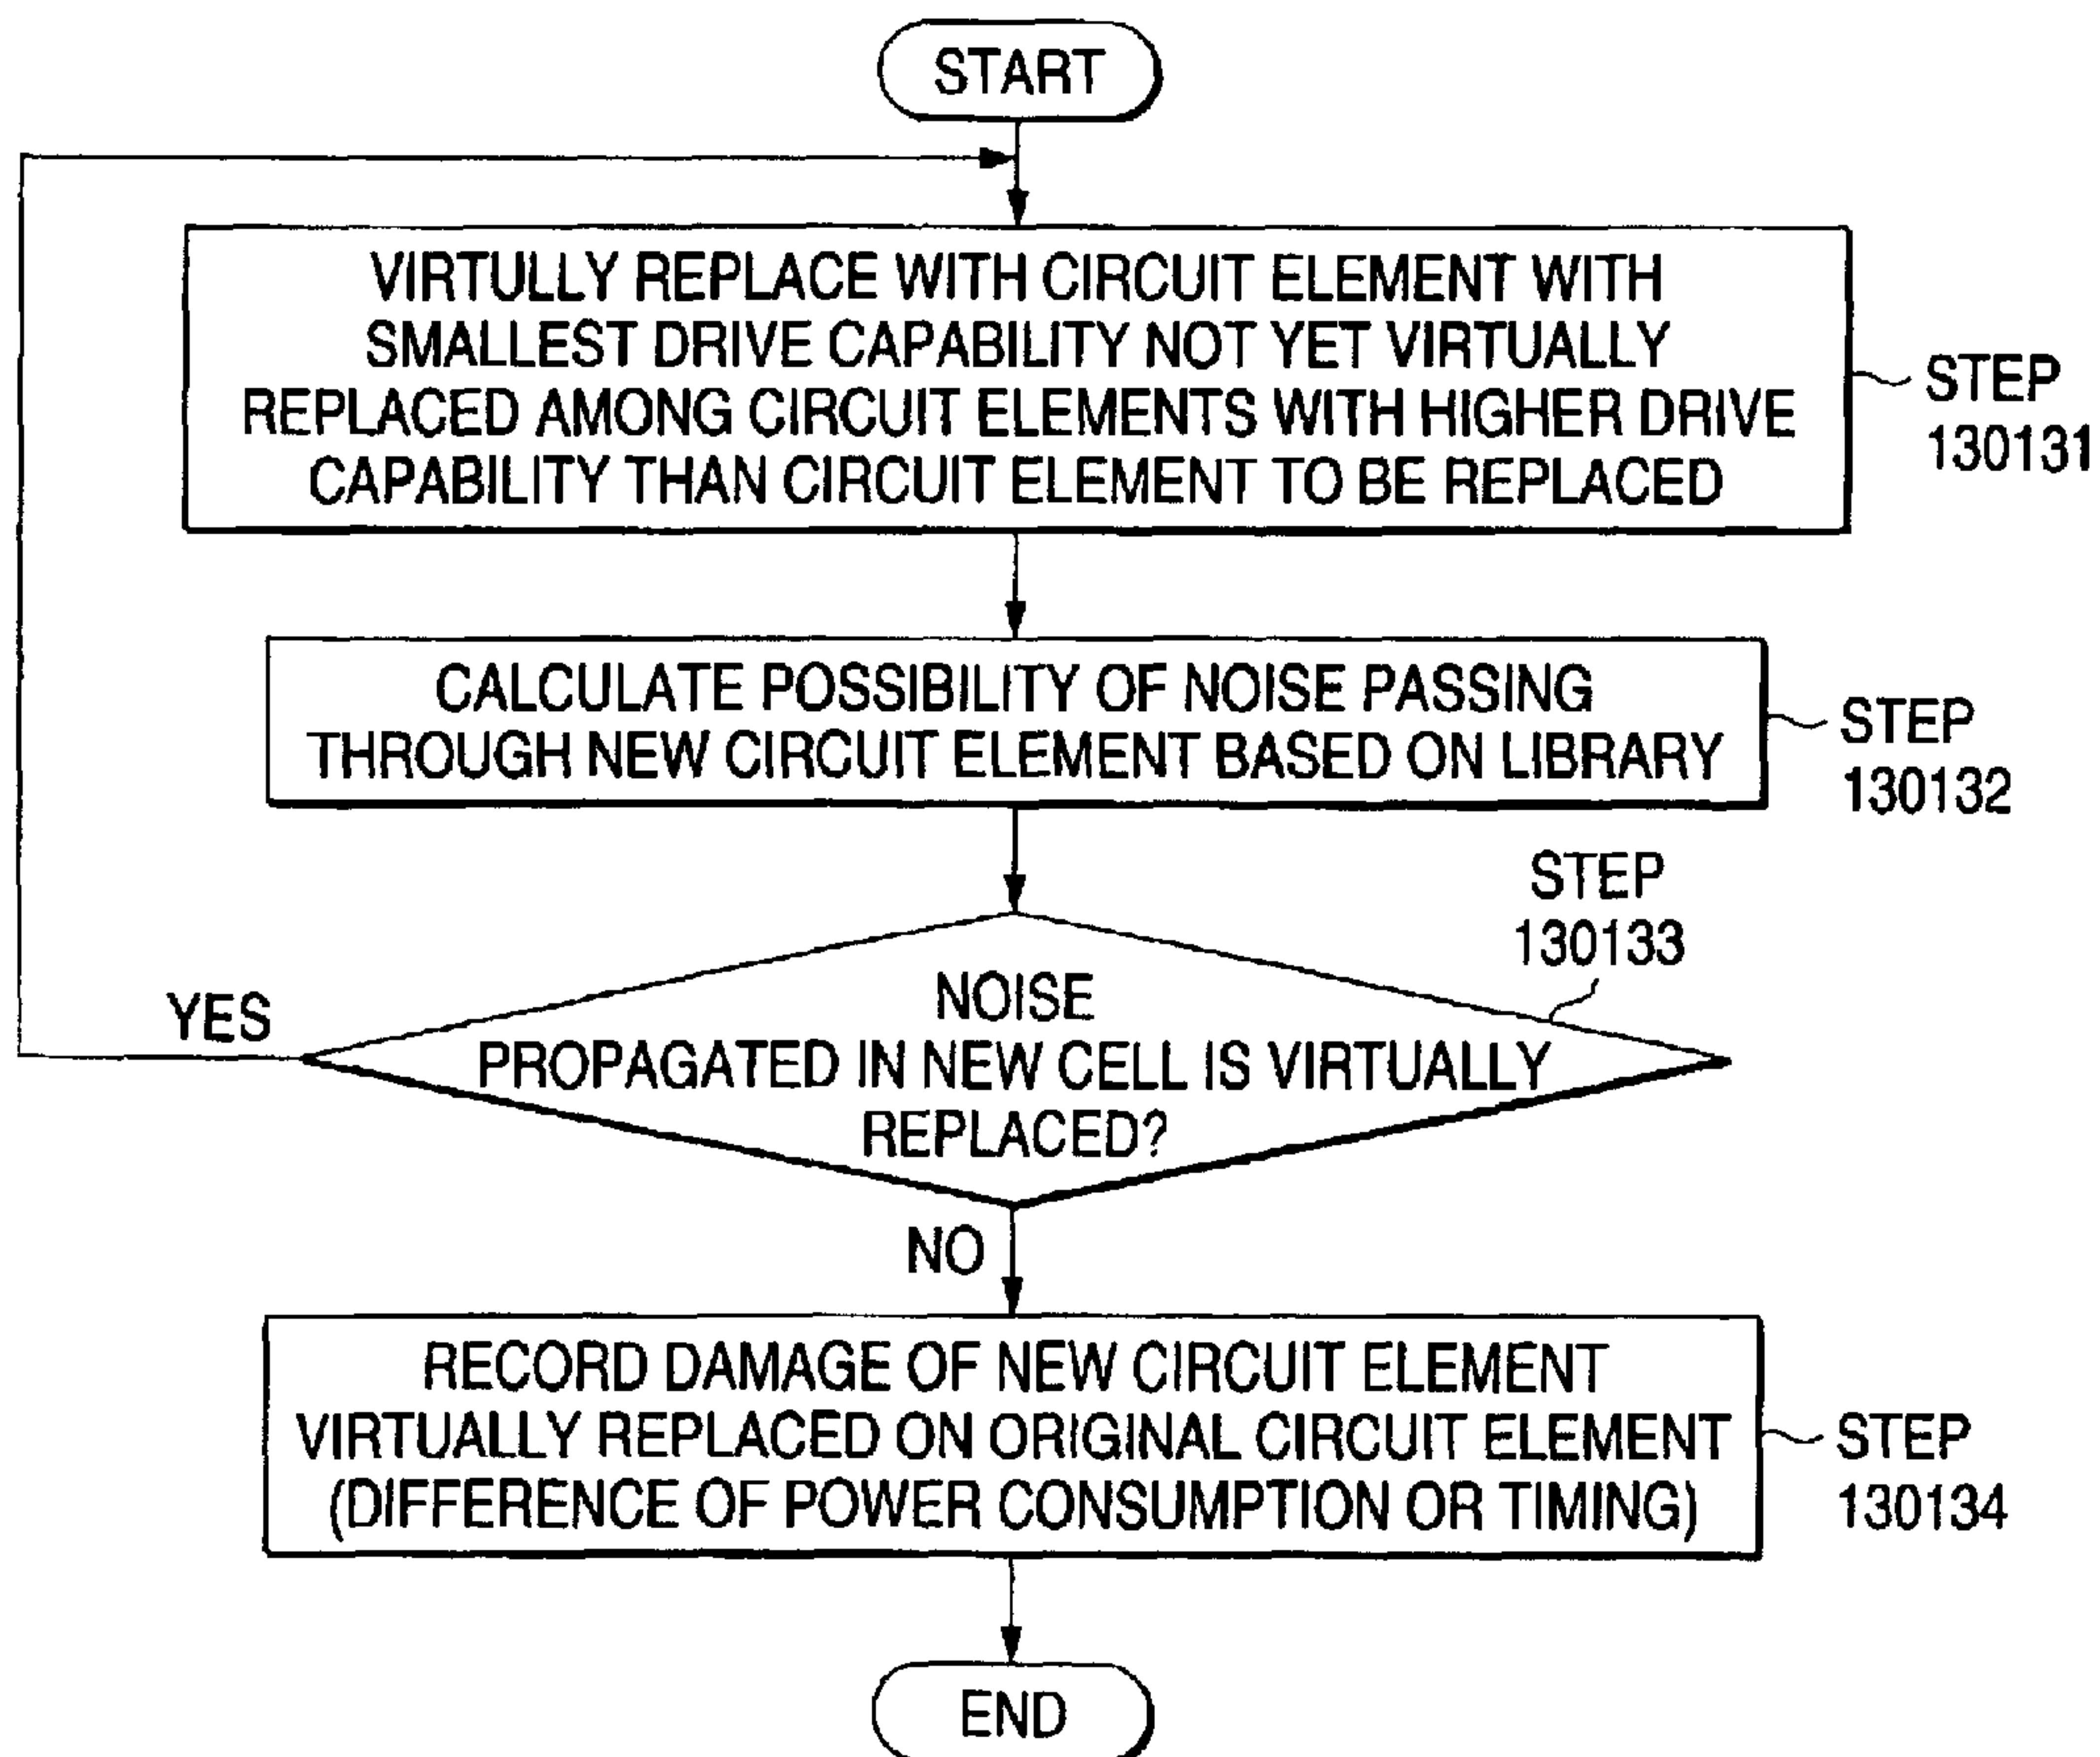 START
VIRTULLY REPLACE WITH CIRCUIT ELEMENT WITH
SMALLEST DRIVE CAPABILITY NOT YET VIRTUALLY
REPLACED AMONG CIRCUIT ELEMENTS WITH HIGHER DRIVE
CAPABILITY THAN CIRCUIT ELEMENT TO BE REPLACED
STEP
130131
CALCULATE POSSIBILITY OF NOISE PASSING
THROUGH NEW CIRCUIT ELEMENT BASED ON LIBRARY
STEP
130132
STEP
130133
NOISE
PROPAGATED IN NEW CELL IS VIRTUALLY
REPLACED?
YES
NO
RECORD DAMAGE OF NEW CIRCUIT ELEMENT
VIRTUALLY REPLACED ON ORIGINAL CIRCUIT ELEMENT
(DIFFERENCE OF POWER CONSUMPTION OR TIMING)
STEP
130134
END